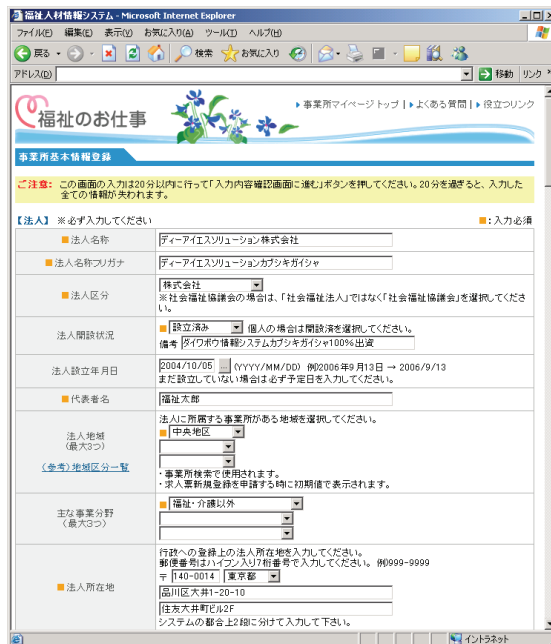 福祉人材情報システム - Microsoft Internet Explorer
ファイル(F) 編集(E) 表示(V) お気に入り(A) ツール(T) ヘルプ(H)
戻る 検索 お気に入り
アドレス(D) 移動 リンク »
福祉のお仕事
事業所マイページトップ | よくある質問 | 役立つリンク
事業所基本情報登録
ご注意: この画面の入力は20分以内に行って「入力内容確認画面に進む」ボタンを押してください。20分を過ぎると、入力した
全ての情報が失われます。
【法人】 ※必ず入力してください ■:入力必須
■法人名称 ディーアイエスソリューション株式会社
■法人名称フリガナ ディーアイエスソリューションカブシキガイシャ
■法人区分 株式会社
※社会福祉協議会の場合は、「社会福祉法人」ではなく「社会福祉協議会」を選択してくださ
い。
法人開設状況 ■ 設立済み 個人の場合は開設済を選択してください。
備考 ダイワボウ情報システムカブシキガイシャ100%出資
法人設立年月日 2004/10/05 ... (YYYY/MM/DD) 例)2006年9月13日 → 2006/9/13
まだ設立していない場合は必ず予定日を入力してください。
■代表者名 福祉太郎
法人地域
(最大3つ)
(参考)地域区分一覧
法人に所属する事業所がある地域を選択してください。
■ 中央地区
・事業所検索で使用されます。
・求人票新規登録を申請する時に初期値で表示されます。
主な事業分野
(最大3つ)
■ 福祉・介護以外
■法人所在地
行政への登録上の法人所在地を入力してください。
郵便番号はハイフン入り7桁番号で入力してください。 例)999-9999
〒 140-0014 東京都
品川区大井1-20-10
住友大井町ビル2F
システムの都合上2段に分けて入力して下さい。
イントラネット